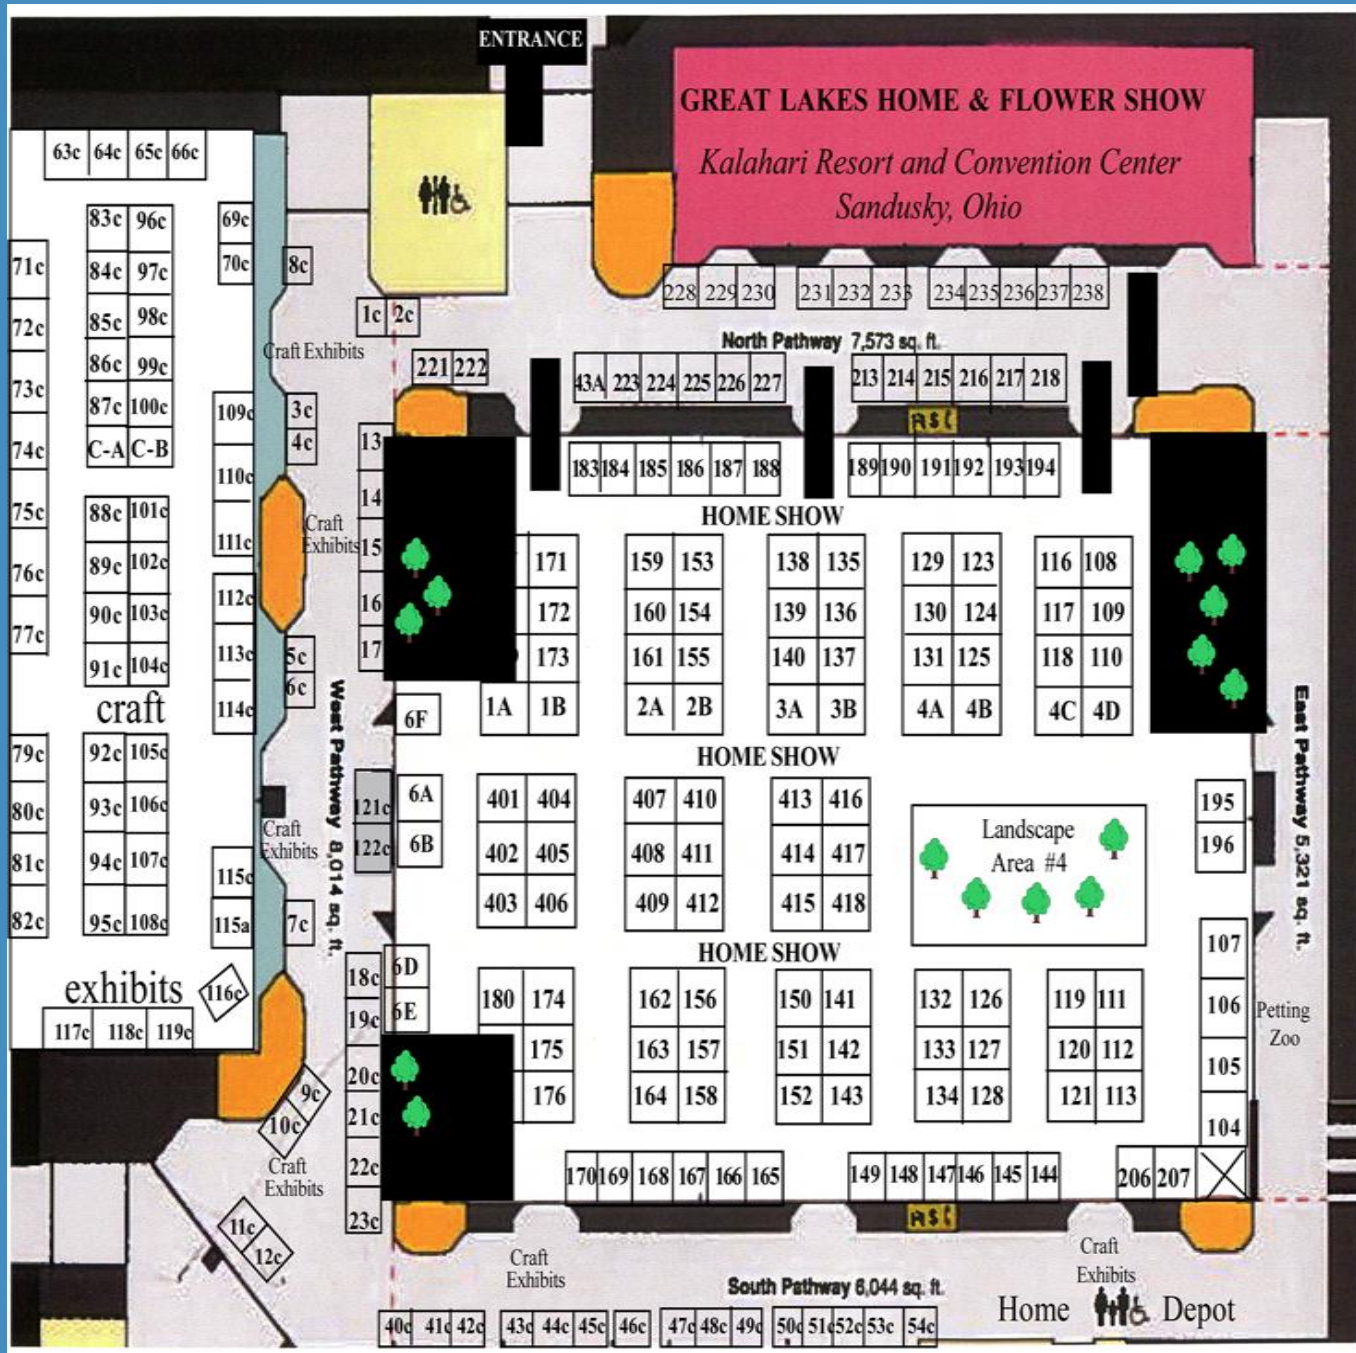 ENTRANCE
GREAT LAKES HOME & FLOWER SHOW
Kalahari Resort and Convention Center
Sandusky, Ohio
63c 64c 65c 66c
83c 96c
84c 97c
85c 98c
86c 99c
87c 100c
C-A C-B
69c
70c
8c
71c
72c
73c
74c
75c
76c
77c
1c 2c
Craft Exhibits
221 222
228 229 230 231 232 233 234 235 236 237 238
North Pathway 7,573 sq. ft.
43A 223 224 225 226 227 213 214 215 216 217 218
109c
110c
111c
112c
113c
114c
3c
4c
13
14
15
16
17
Craft
Exhibits
88c 101c
89c 102c
90c 103c
91c 104c
craft
5c
6c
183 184 185 186 187 188 189 190 191 192 193 194
HOME SHOW
171 159 153 138 135 129 123 116 108
172 160 154 139 136 130 124 117 109
173 161 155 140 137 131 125 118 110
6F 1A 1B 2A 2B 3A 3B 4A 4B 4C 4D
HOME SHOW
West Pathway 8,014 sq. ft.
East Pathway 5,321 sq. ft.
79c
80c
81c
82c
92c 105c
93c 106c
94c 107c
95c 108c
115c
115a
Craft
Exhibits
7c
121c
122c
6A
6B
401 404 407 410 413 416
402 405 408 411 414 417
403 406 409 412 415 418
Landscape
Area #4
195
196
HOME SHOW
exhibits
116c
117c 118c 119c
18c
19c
20c
21c
22c
23c
6D
6E
180 174 162 156 150 141 132 126 119 111
175 163 157 151 142 133 127 120 112
176 164 158 152 143 134 128 121 113
107
106
105
104
Petting
Zoo
9c
10c
Craft
Exhibits
11c
12c
170 169 168 167 166 165 149 148 147 146 145 144 206 207
Craft
Exhibits
Craft
Exhibits
South Pathway 6,044 sq. ft.
Home Depot
40c 41c 42c 43c 44c 45c 46c 47c 48c 49c 50c 51c 52c 53c 54c